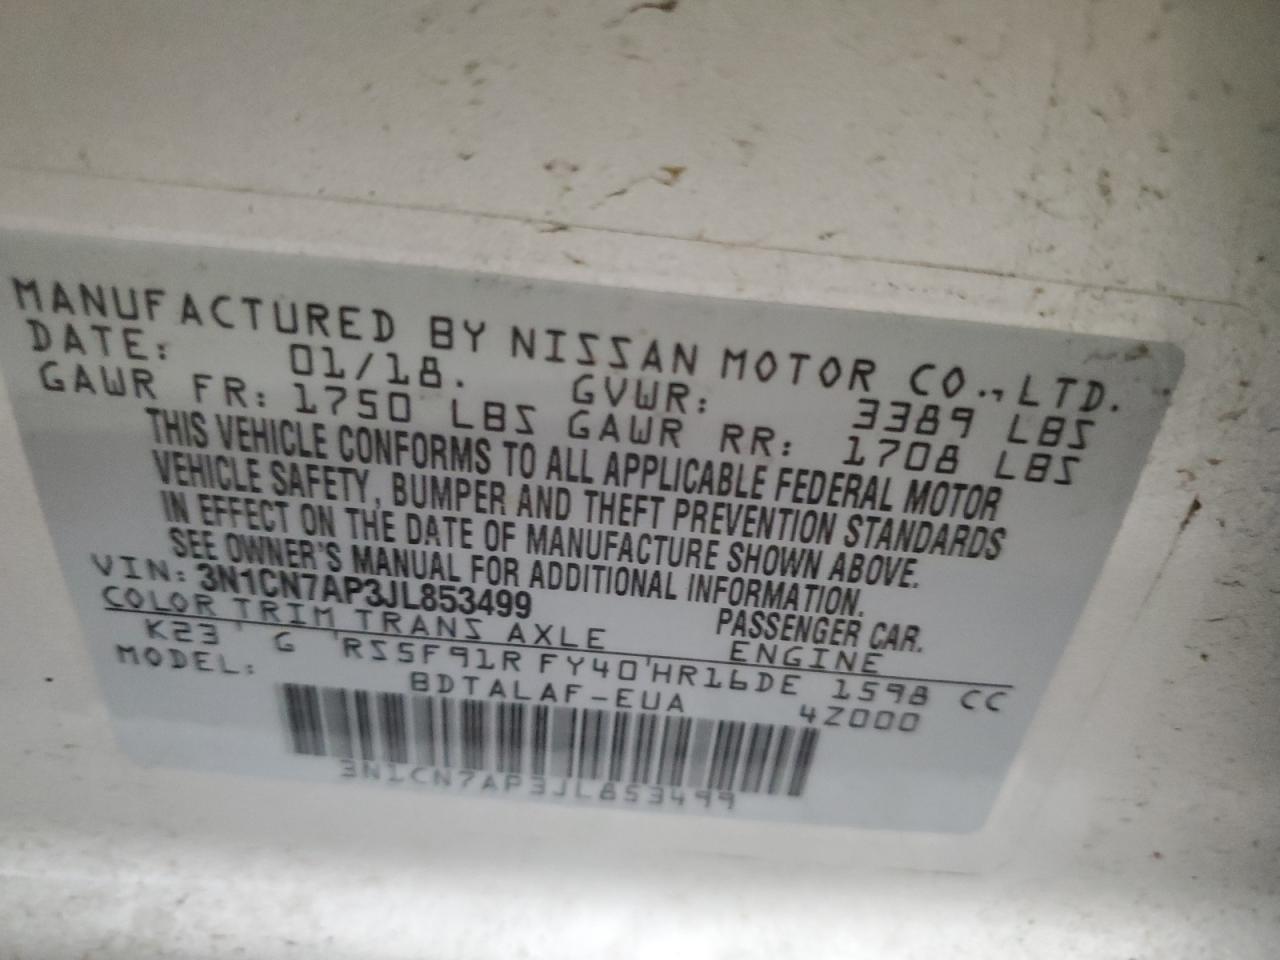 MANUFACTURED BY NISSAN MOTOR CO., LTD.
DATE: 01/18. GVWR: 3389 LBS
GAWR FR: 1750 LBS GAWR RR: 1708 LBS
THIS VEHICLE CONFORMS TO ALL APPLICABLE FEDERAL MOTOR
VEHICLE SAFETY, BUMPER AND THEFT PREVENTION STANDARDS
IN EFFECT ON THE DATE OF MANUFACTURE SHOWN ABOVE.
SEE OWNER'S MANUAL FOR ADDITIONAL INFORMATION.
VIN: 3N1CN7AP3JL853499 PASSENGER CAR.
COLOR TRIM TRANS AXLE ENGINE
K23 G RS5F91R FY40 HR16DE 1598 CC
MODEL: BDTALAF-EUA 4Z000
3N1CN7AP3JL853499